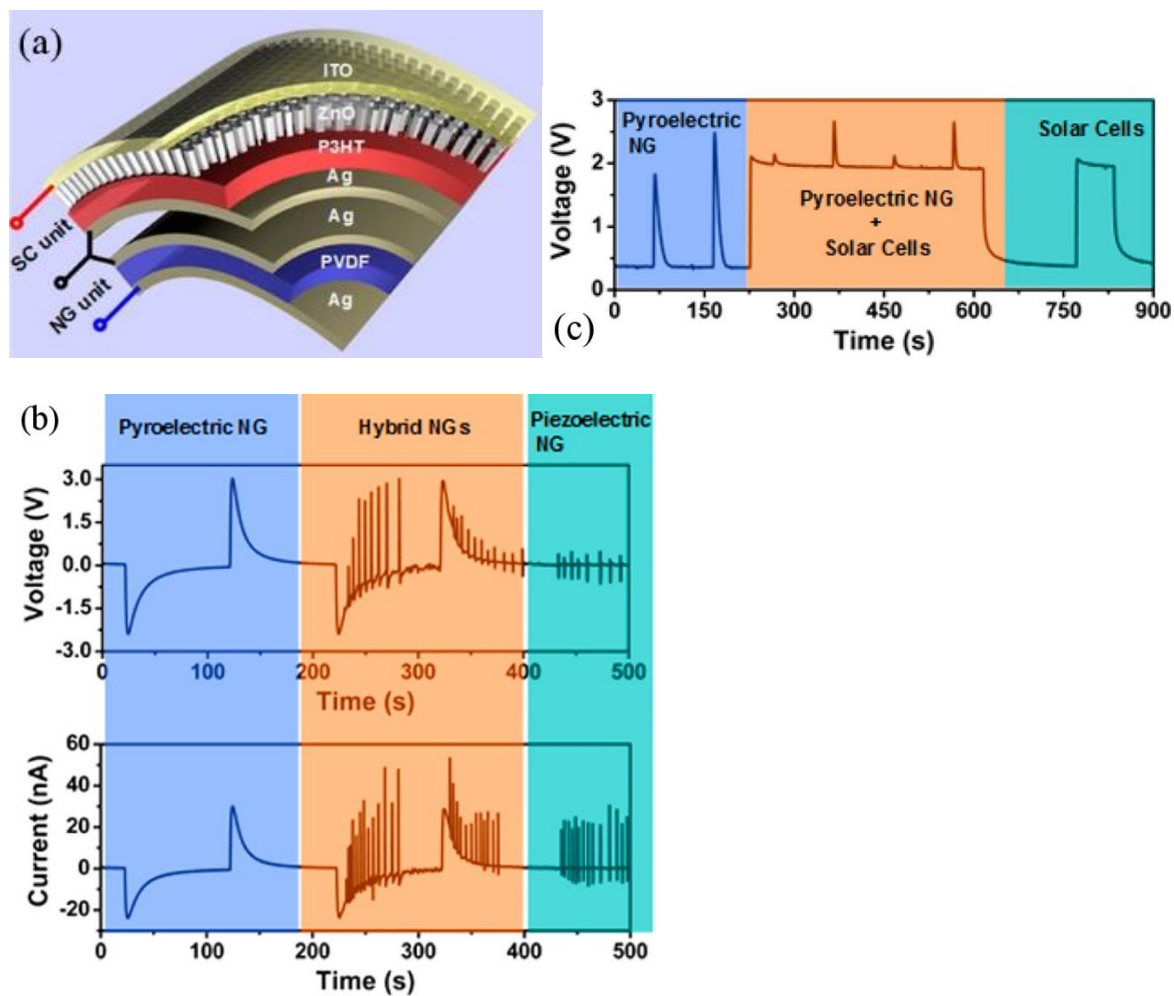 (a)
ITO
ZnO
P3HT
Ag
Ag
PVDF
Ag
SC unit
NG unit
(c)
3
2
1
0
Voltage (V)
Pyroelectric
NG
Pyroelectric NG
+
Solar Cells
Solar Cells
0 150 300 450 600 750 900
Time (s)
(b)
Pyroelectric NG
Hybrid NGs
Piezoelectric
NG
Voltage (V)
3.0
1.5
0.0
-1.5
-3.0
0 100 200 300 400 500
Time (s)
Current (nA)
60
40
20
0
-20
0 100 200 300 400 500
Time (s)